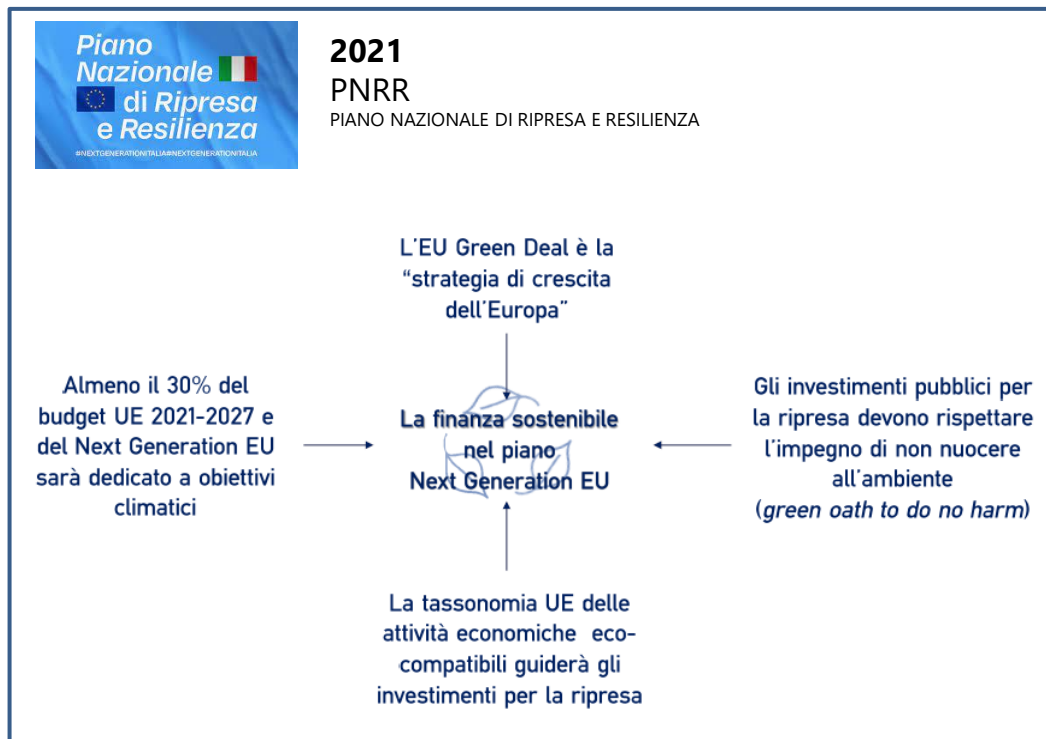 Piano
Nazionale
di Ripresa
e Resilienza
#NEXTGENERATIONITALIA#NEXTGENERATIONITALIA
2021
PNRR
PIANO NAZIONALE DI RIPRESA E RESILIENZA
L'EU Green Deal è la
“strategia di crescita
dell'Europa”
Almeno il 30% del
budget UE 2021-2027 e
del Next Generation EU
sarà dedicato a obiettivi
climatici
La finanza sostenibile
nel piano
Next Generation EU
Gli investimenti pubblici per
la ripresa devono rispettare
l'impegno di non nuocere
all'ambiente
(green oath to do no harm)
La tassonomia UE delle
attività economiche eco-
compatibili guiderà gli
investimenti per la ripresa